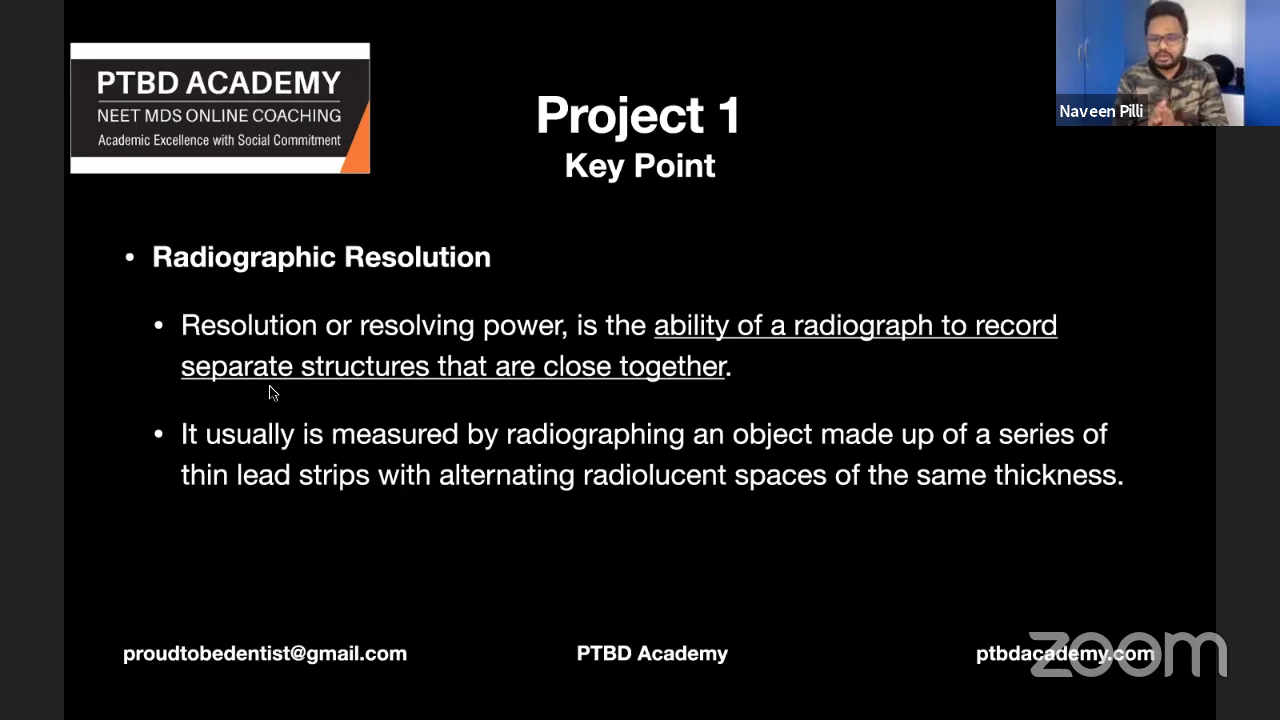 PTBD ACADEMY
NEET MDS ONLINE COACHING
Academic Excellence with Social Commitment
Project 1
Key Point
Naveen Pilli
• Radiographic Resolution
• Resolution or resolving power, is the ability of a radiograph to record
separate structures that are close together.
• It usually is measured by radiographing an object made up of a series of
thin lead strips with alternating radiolucent spaces of the same thickness.
proudtobedentist@gmail.com
PTBD Academy
ptbdacademy.com
zoom